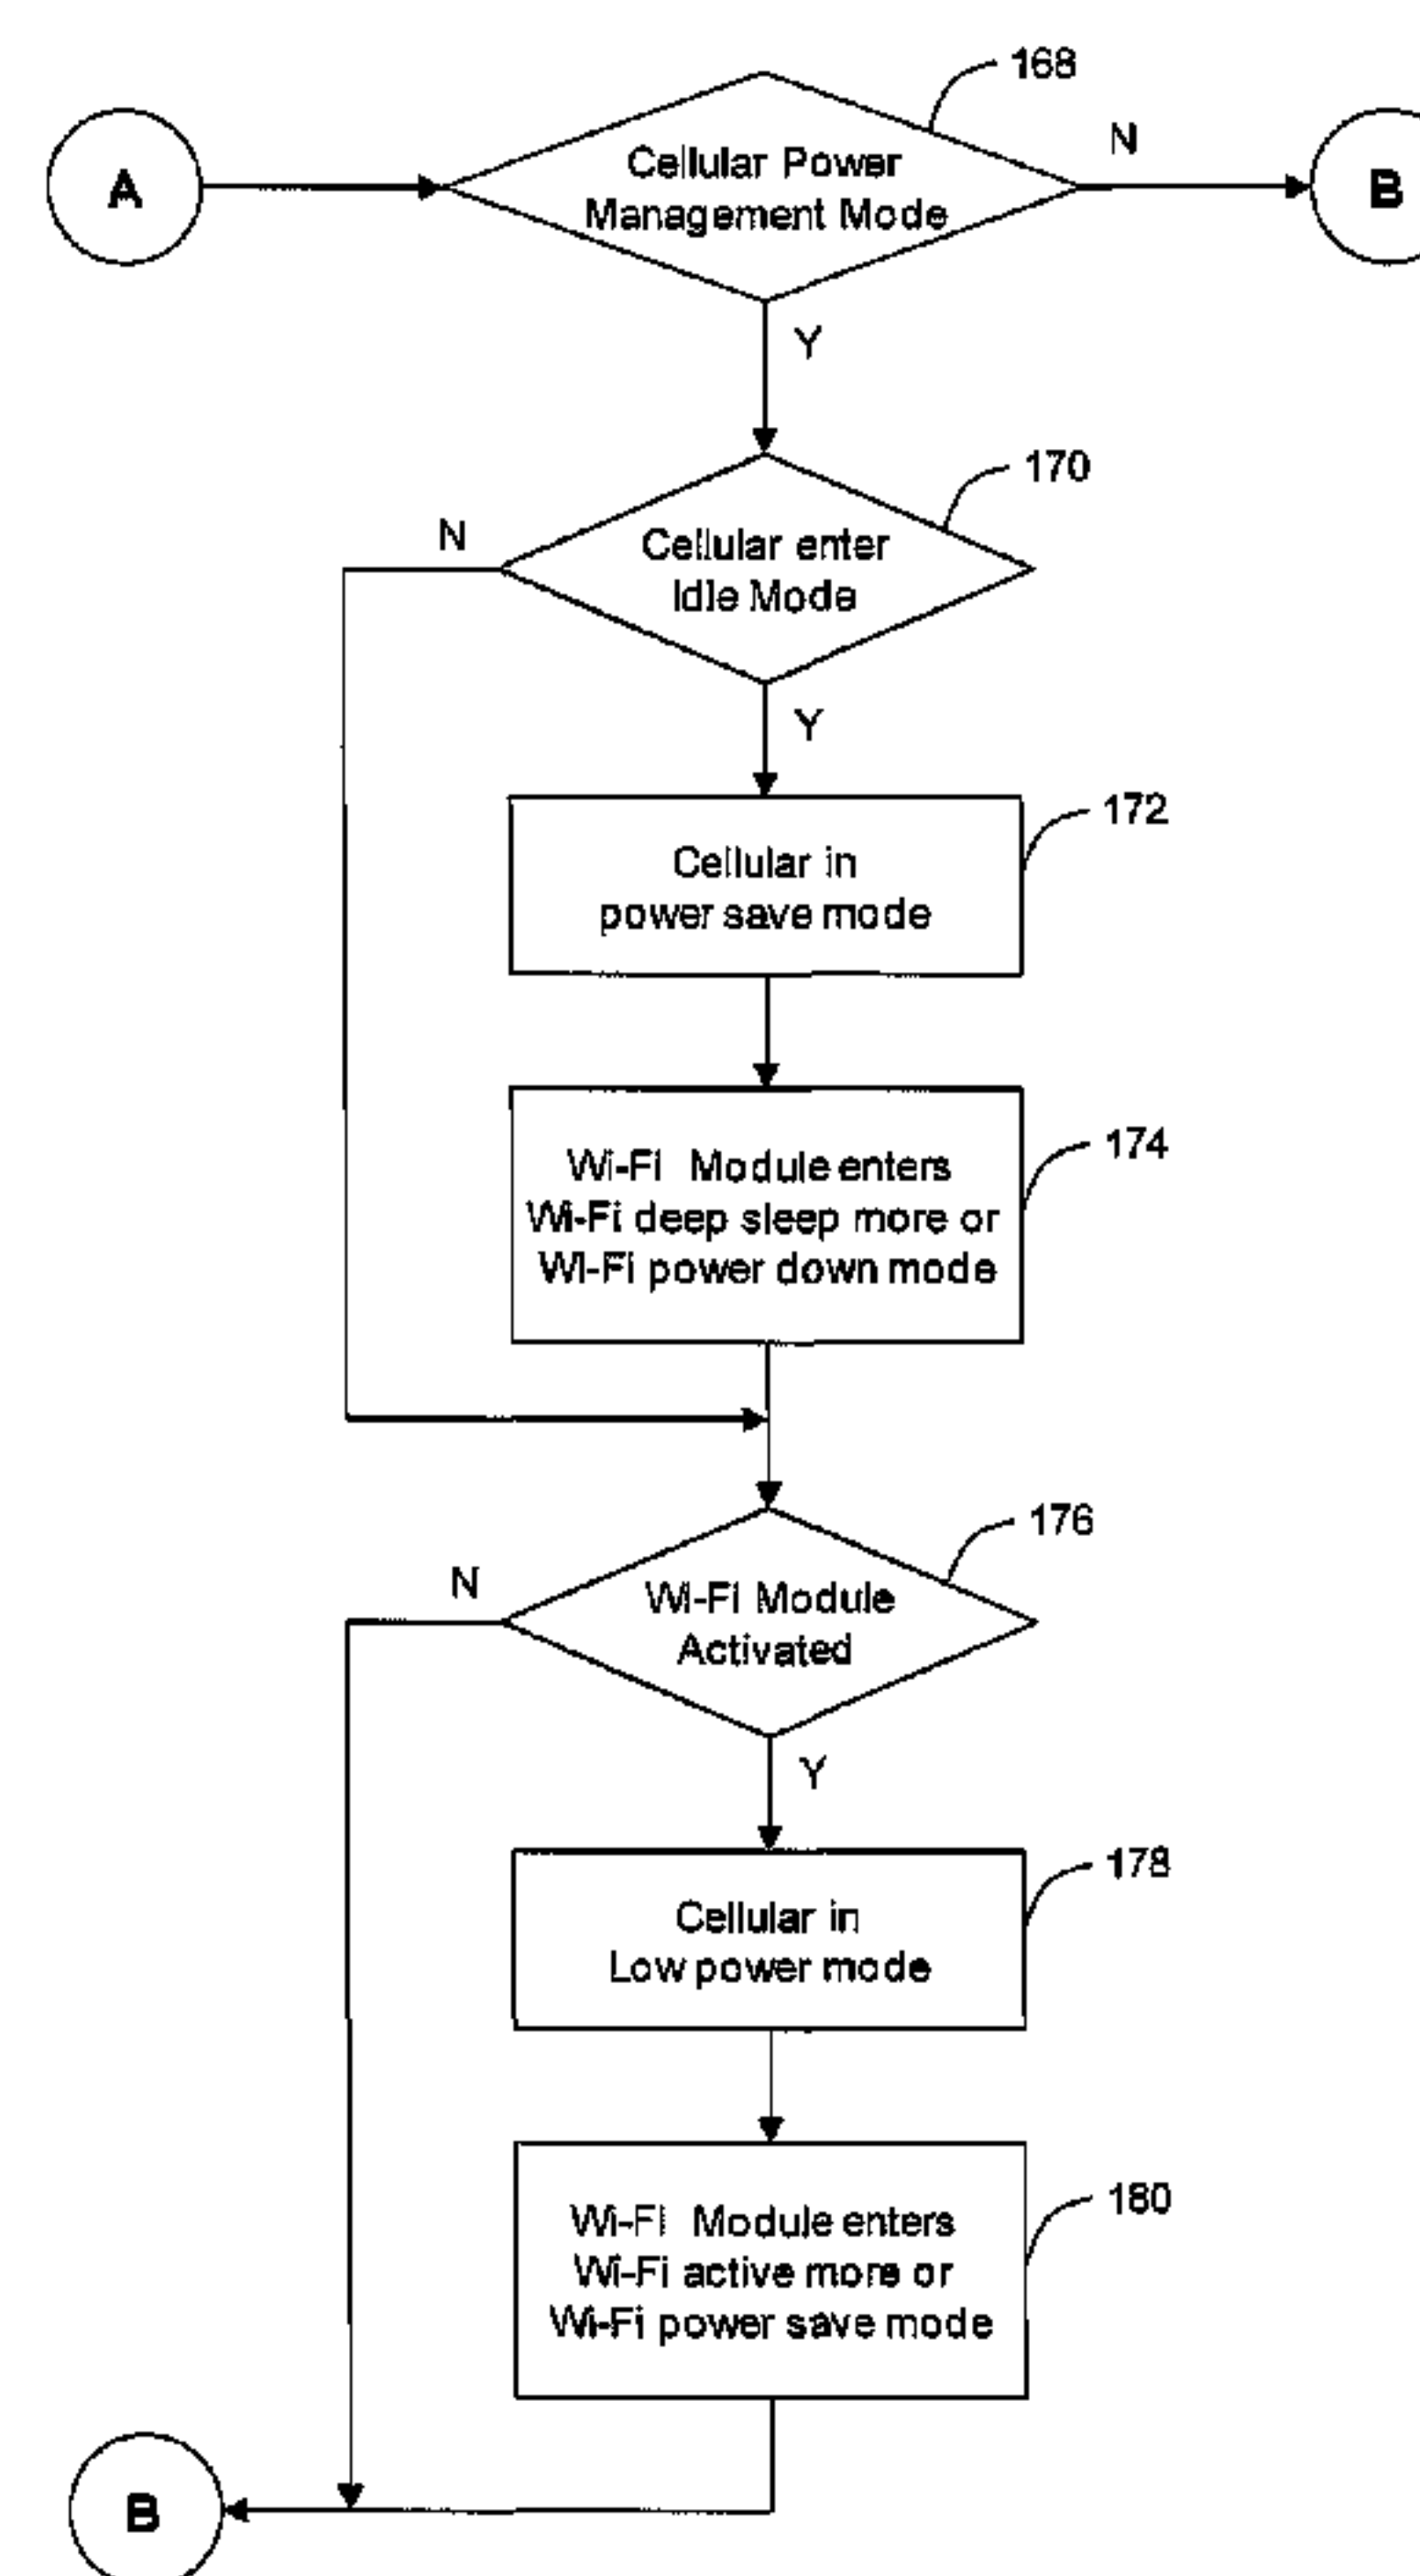 168
A
Cellular Power
Management Mode
N
B
Y
170
N
Cellular enter
Idle Mode
Y
172
Cellular in
power save mode
174
Wi-Fi Module enters
Wi-Fi deep sleep more or
Wi-Fi power down mode
176
N
Wi-Fi Module
Activated
Y
178
Cellular in
Low power mode
180
Wi-Fi Module enters
Wi-Fi active more or
Wi-Fi power save mode
B